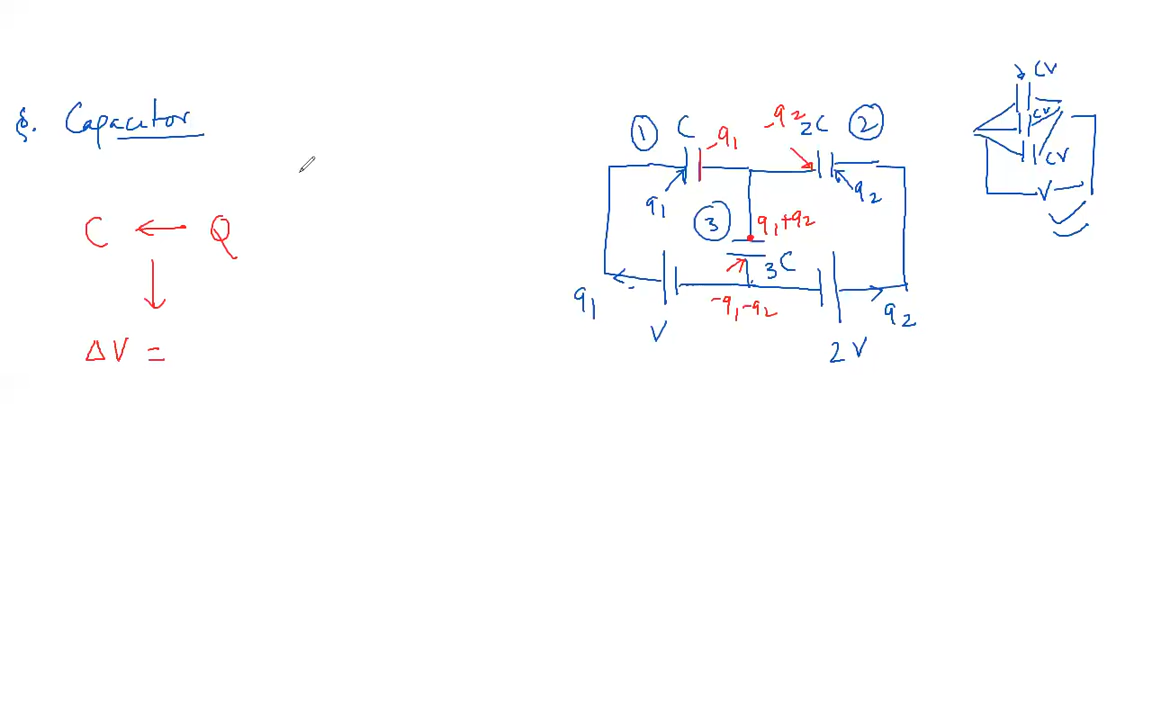 §. Capacitor
C ← Q
↓
ΔV =
① C -q1 -q2 2C ②
q1 q2
③ q1+q2
3C
-q1-q2
q1 q2
V 2V
CV
CV
CV
V